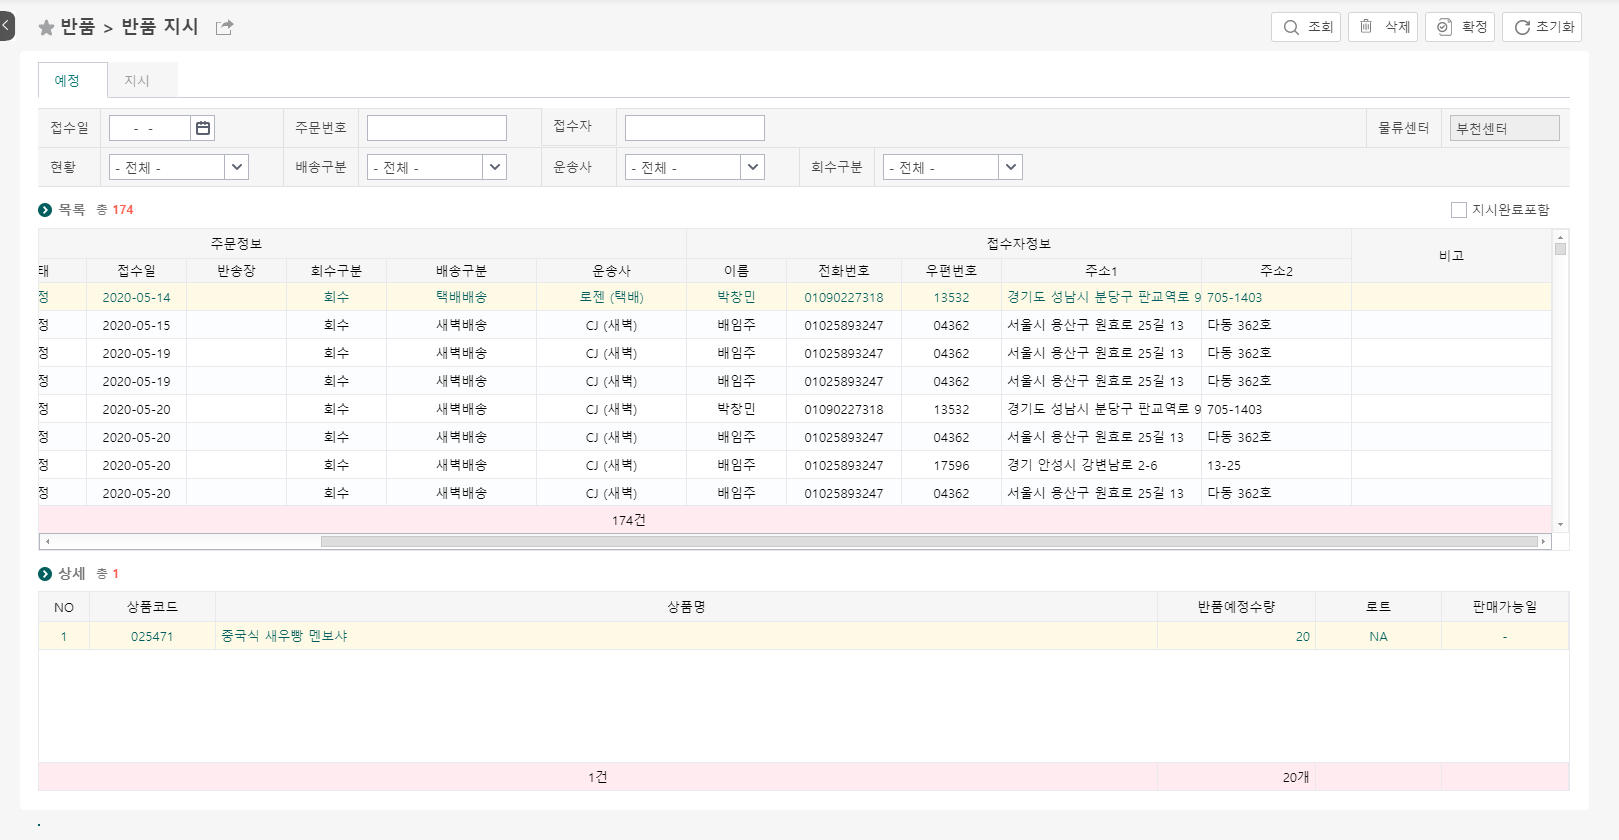 반품 > 반품 지시
조회 삭제 확정 초기화
예정 지시
접수일 - - 주문번호 접수자 물류센터 부천센터
현황 - 전체 - 배송구분 - 전체 - 운송사 - 전체 - 회수구분 - 전체 -
목록 총 174 지시완료포함
주문정보 접수자정보 비고
태 접수일 반송장 회수구분 배송구분 운송사 이름 전화번호 우편번호 주소1 주소2
정 2020-05-14 회수 택배배송 로젠 (택배) 박창민 01090227318 13532 경기도 성남시 분당구 판교역로 9 705-1403
정 2020-05-15 회수 새벽배송 CJ (새벽) 배임주 01025893247 04362 서울시 용산구 원효로 25길 13 다동 362호
정 2020-05-19 회수 새벽배송 CJ (새벽) 배임주 01025893247 04362 서울시 용산구 원효로 25길 13 다동 362호
정 2020-05-19 회수 새벽배송 CJ (새벽) 배임주 01025893247 04362 서울시 용산구 원효로 25길 13 다동 362호
정 2020-05-20 회수 새벽배송 CJ (새벽) 박창민 01090227318 13532 경기도 성남시 분당구 판교역로 9 705-1403
정 2020-05-20 회수 새벽배송 CJ (새벽) 배임주 01025893247 04362 서울시 용산구 원효로 25길 13 다동 362호
정 2020-05-20 회수 새벽배송 CJ (새벽) 배임주 01025893247 17596 경기 안성시 강변남로 2-6 13-25
정 2020-05-20 회수 새벽배송 CJ (새벽) 배임주 01025893247 04362 서울시 용산구 원효로 25길 13 다동 362호
174건
상세 총 1
NO 상품코드 상품명 반품예정수량 로트 판매가능일
1 025471 중국식 새우빵 멘보샤 20 NA -
1건 20개